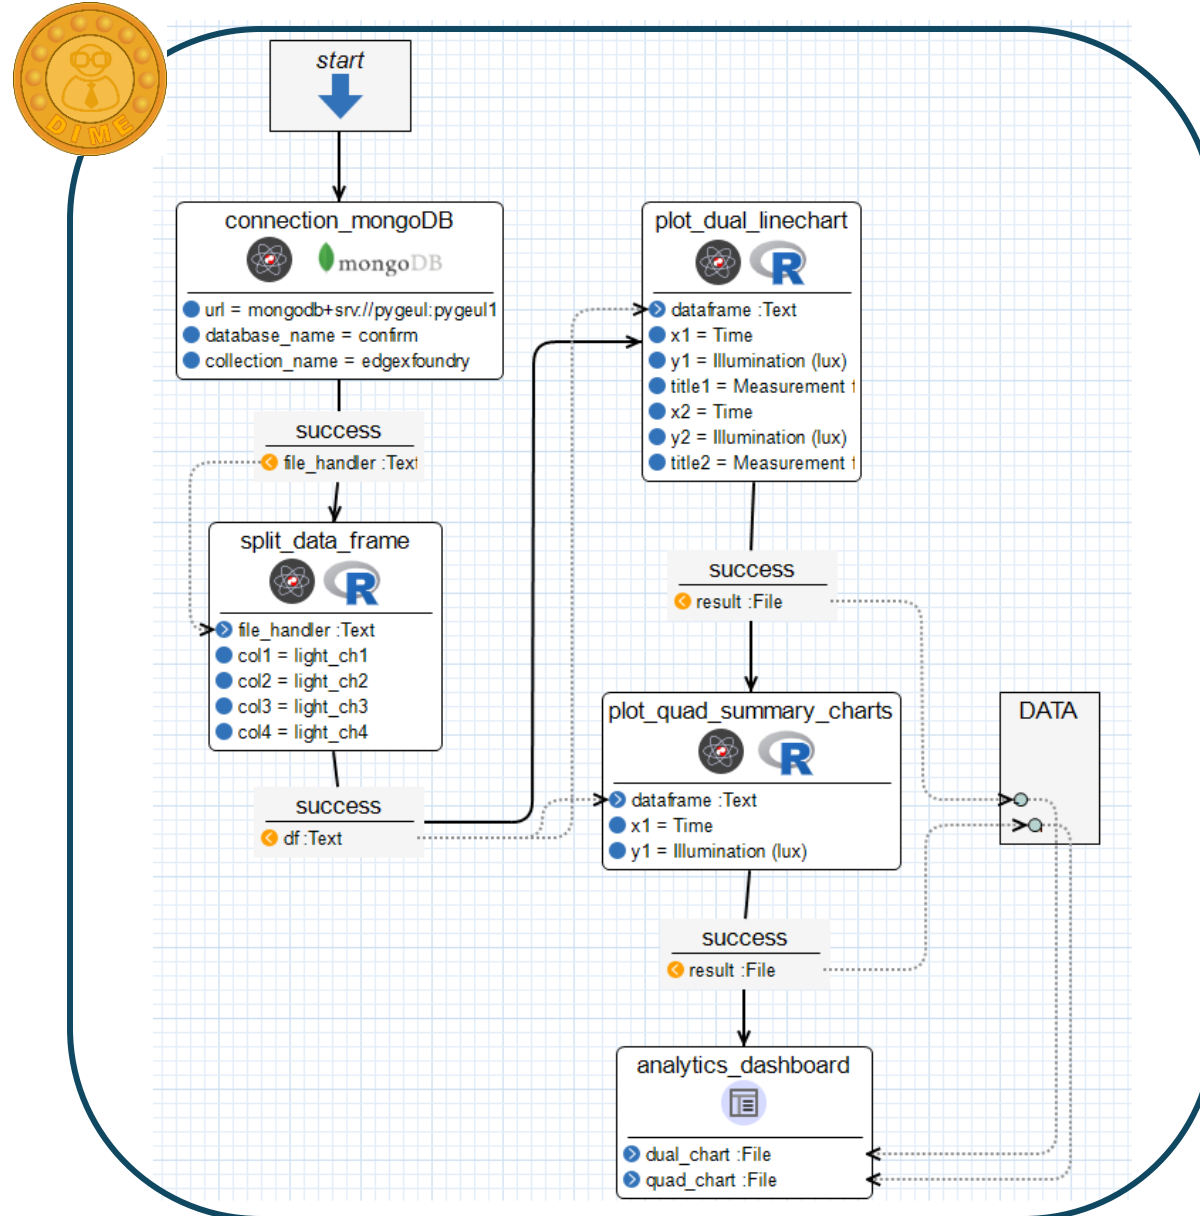 DIME
start
connection_mongoDB
mongoDB
url = mongodb+srv://pygeul:pygeul1
database_name = confirm
collection_name = edgexfoundry
success
file_handler :Text
split_data_frame
R
file_handler :Text
col1 = light_ch1
col2 = light_ch2
col3 = light_ch3
col4 = light_ch4
success
df :Text
plot_dual_linechart
R
dataframe :Text
x1 = Time
y1 = Illumination (lux)
title1 = Measurement
x2 = Time
y2 = Illumination (lux)
title2 = Measurement
success
result :File
plot_quad_summary_charts
R
dataframe :Text
x1 = Time
y1 = Illumination (lux)
success
result :File
DATA
analytics_dashboard
dual_chart :File
quad_chart :File